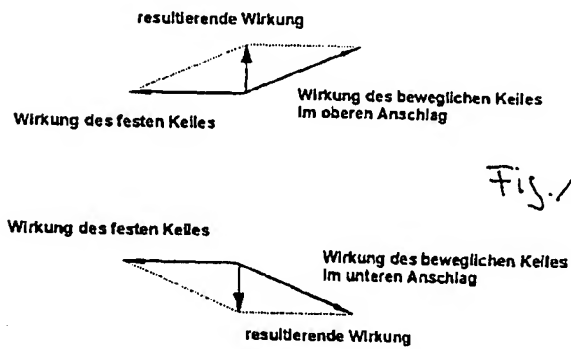 resultierende Wirkung
Wirkung des beweglichen Keiles
Im oberen Anschlag
Wirkung des festen Keiles
Fig. 1
Wirkung des festen Keiles
Wirkung des beweglichen Keiles
Im unteren Anschlag
resultierende Wirkung